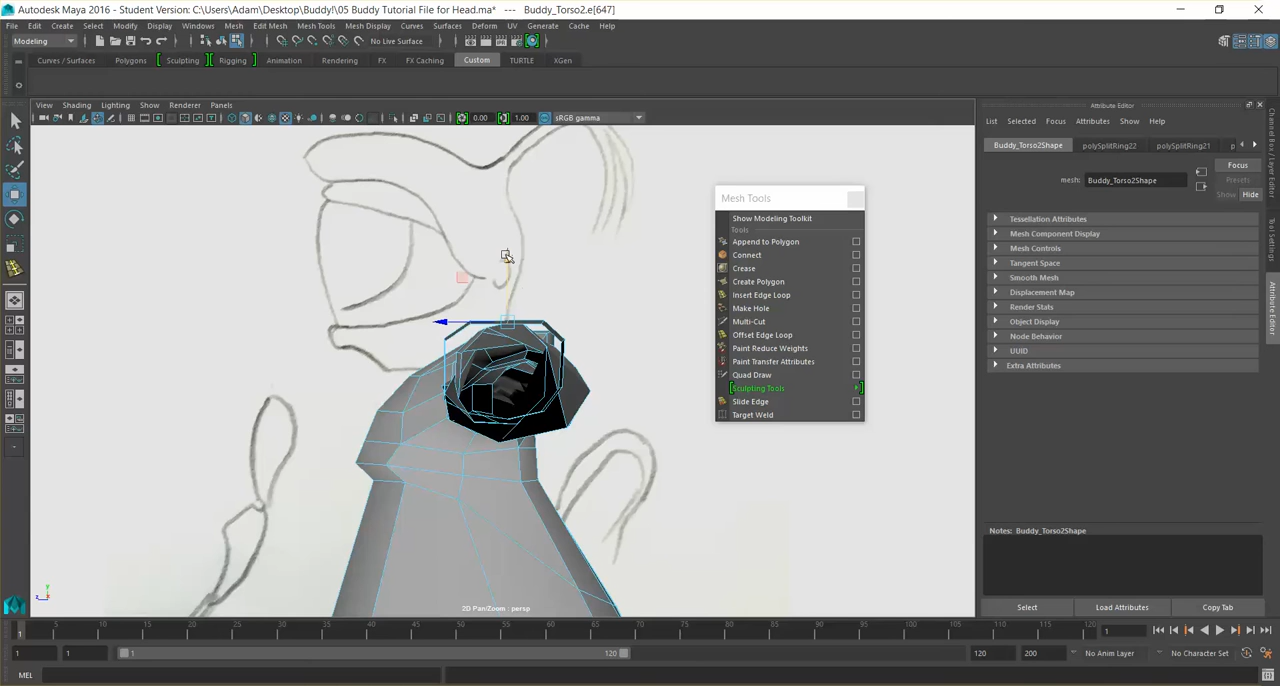 Autodesk Maya 2016 - Student Version: C:\Users\Adam\Desktop\Buddy!\05 Buddy Tutorial File for Head.ma* --- Buddy_Torso2.e[647]
File Edit Create Select Modify Display Windows Mesh Edit Mesh Mesh Tools Mesh Display Curves Surfaces Deform UV Generate Cache Help
Modeling No Live Surface
Curves / Surfaces Polygons Sculpting Rigging Animation Rendering FX FX Caching Custom TURTLE XGen
View Shading Lighting Show Renderer Panels
0.00 1.00 sRGB gamma
Mesh Tools
Show Modeling Toolkit
Tools
Append to Polygon
Connect
Crease
Create Polygon
Insert Edge Loop
Make Hole
Multi-Cut
Offset Edge Loop
Paint Reduce Weights
Paint Transfer Attributes
Quad Draw
Sculpting Tools
Slide Edge
Target Weld
Attribute Editor
List Selected Focus Attributes Show Help
Buddy_Torso2Shape polySplitRing22 polySplitRing21 p
Focus
Presets
mesh: Buddy_Torso2Shape
Show Hide
Tessellation Attributes
Mesh Component Display
Mesh Controls
Tangent Space
Smooth Mesh
Displacement Map
Render Stats
Object Display
Node Behavior
UUID
Extra Attributes
Notes: Buddy_Torso2Shape
Select Load Attributes Copy Tab
Channel Box / Layer Editor
Tool Settings
Attribute Editor
2D Pan/Zoom : persp
5 10 15 20 25 30 35 40 45 50 55 60 65 70 75 80 85 90 95 100 105 110 115 120
1 1
1 1 1 120 120 200 No Anim Layer No Character Set
MEL